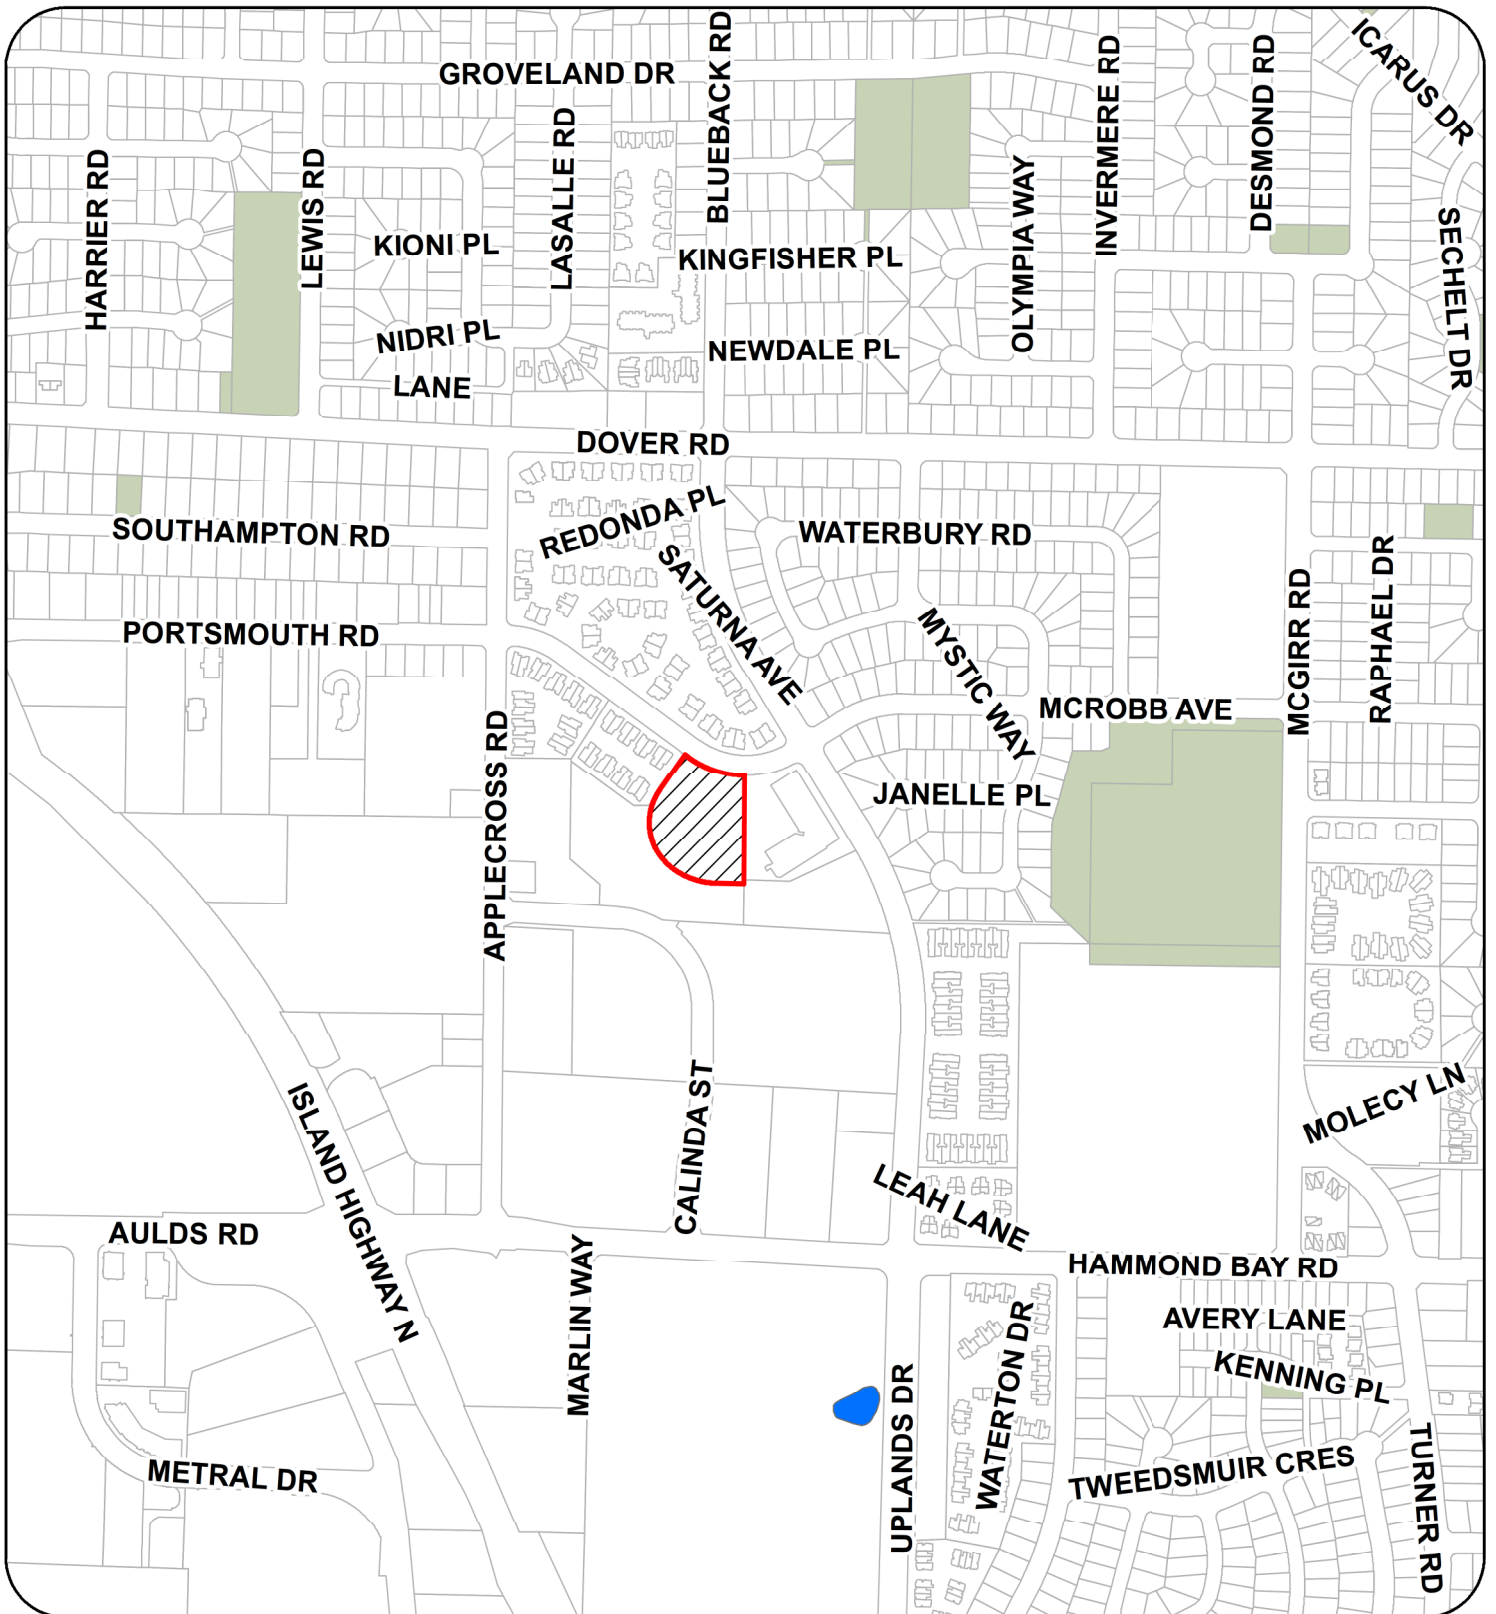 ICARUS DR
GROVELAND DR
BLUEBACK RD
INVERMERE RD
DESMOND RD
LASALLE RD
HARRIER RD
LEWIS RD
OLYMPIA WAY
SECHELT DR
KIONI PL
KINGFISHER PL
NIDRI PL
NEWDALE PL
LANE
DOVER RD
REDONDA PL
SOUTHAMPTON RD
WATERBURY RD
SATURNA AVE
RAPHAEL DR
MCGIRR RD
PORTSMOUTH RD
MYSTIC WAY
MCROBB AVE
APPLECROSS RD
JANELLE PL
CALINDA ST
MOLECY LN
ISLAND HIGHWAY N
LEAH LANE
AULDS RD
MARLIN WAY
HAMMOND BAY RD
AVERY LANE
WATERTON DR
KENNING PL
UPLANDS DR
TURNER RD
TWEEDSMUIR CRES
METRAL DR